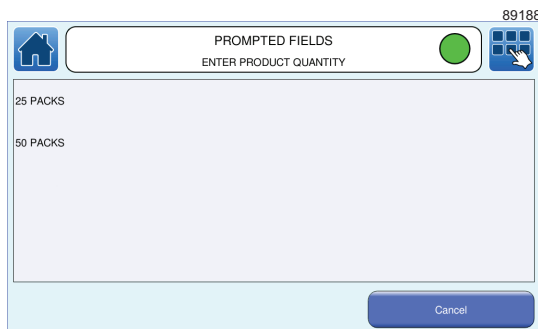 89188
PROMPTED FIELDS
ENTER PRODUCT QUANTITY
25 PACKS
50 PACKS
Cancel